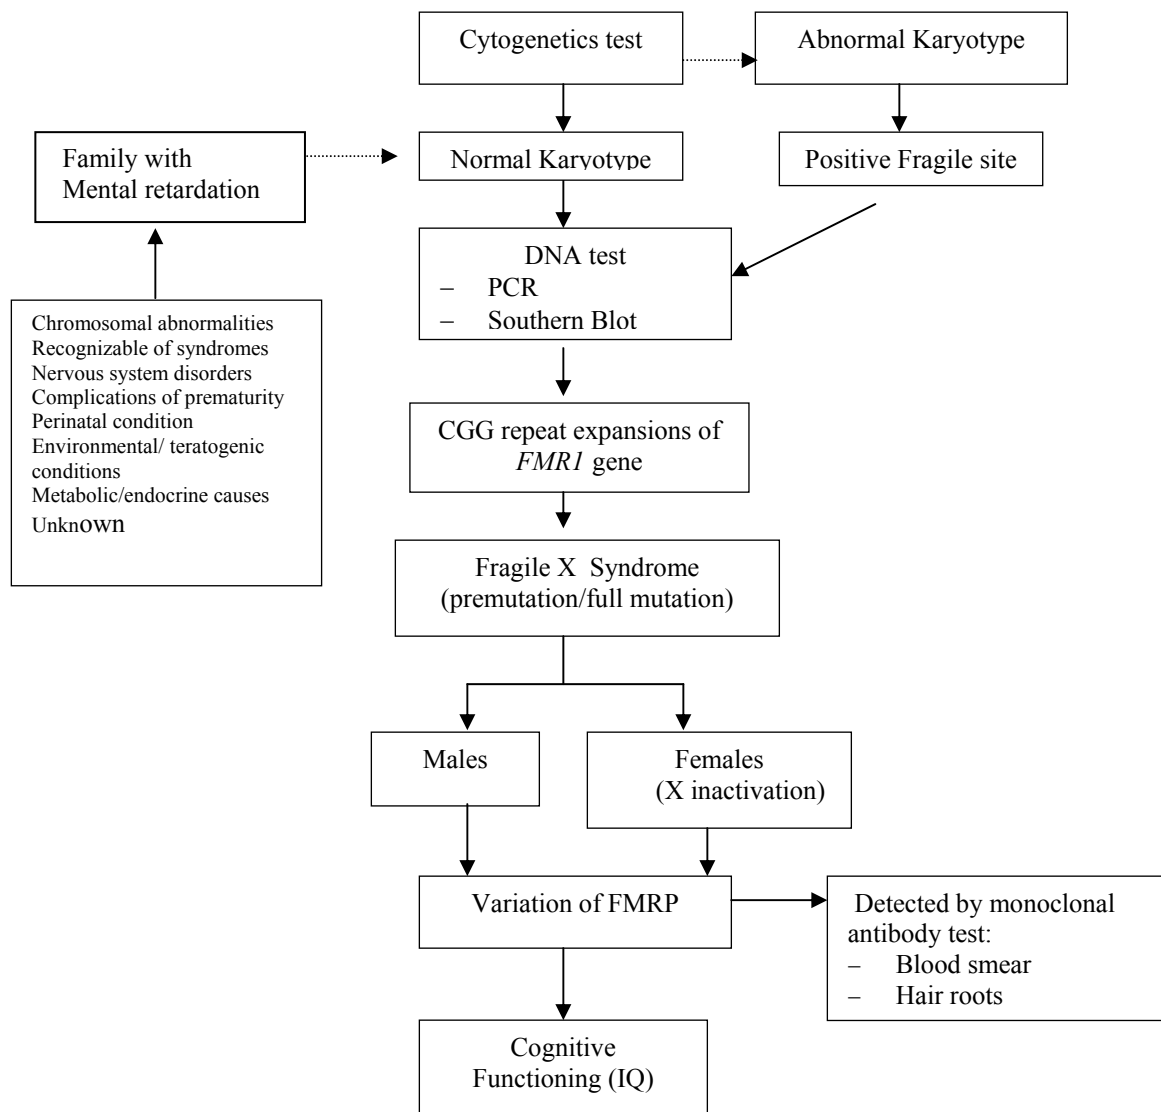 Cytogenetics test
Abnormal Karyotype
Family with
Mental retardation
Normal Karyotype
Positive Fragile site
DNA test
– PCR
– Southern Blot
Chromosomal abnormalities
Recognizable of syndromes
Nervous system disorders
Complications of prematurity
Perinatal condition
Environmental/ teratogenic
conditions
Metabolic/endocrine causes
Unknown
CGG repeat expansions of
FMR1 gene
Fragile X Syndrome
(premutation/full mutation)
Males
Females
(X inactivation)
Variation of FMRP
Detected by monoclonal
antibody test:
– Blood smear
– Hair roots
Cognitive
Functioning (IQ)